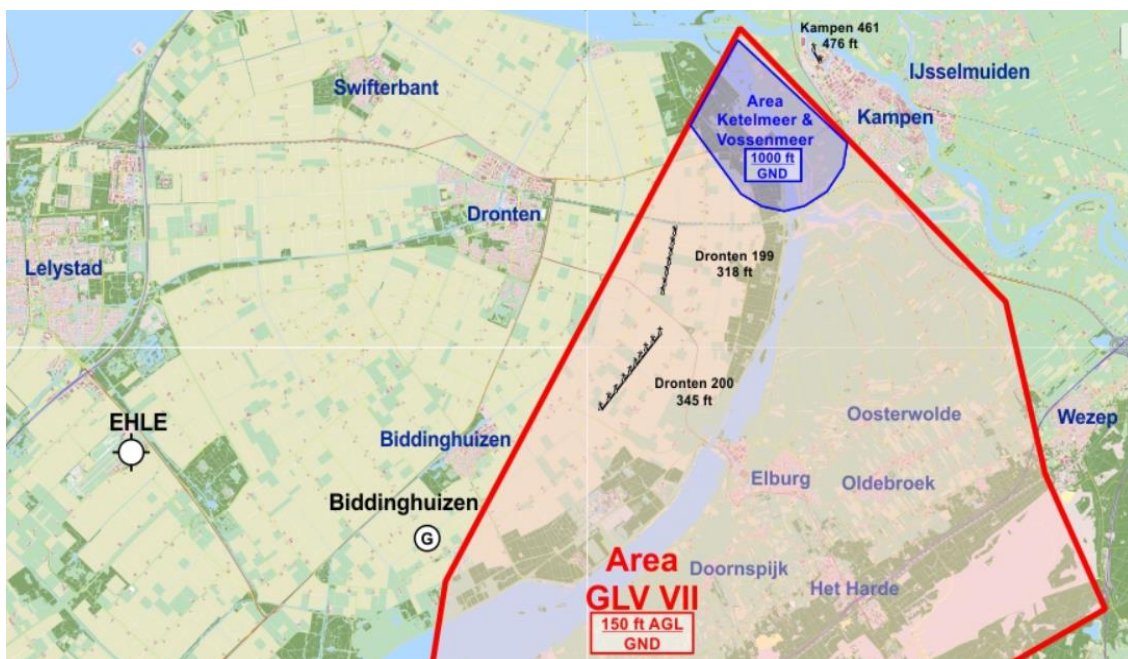 Kampen 461
476 ft
IJsselmuiden
Swifterbant
Area
Ketelmeer &
Vossenmeer
1000 ft
GND
Kampen
Dronten
Lelystad
Dronten 199
318 ft
Dronten 200
345 ft
Oosterwolde
Wezep
EHLE
Biddinghuizen
Elburg
Oldebroek
Biddinghuizen
G
Area
GLV VII
150 ft AGL
GND
Doornspijk
Het Harde